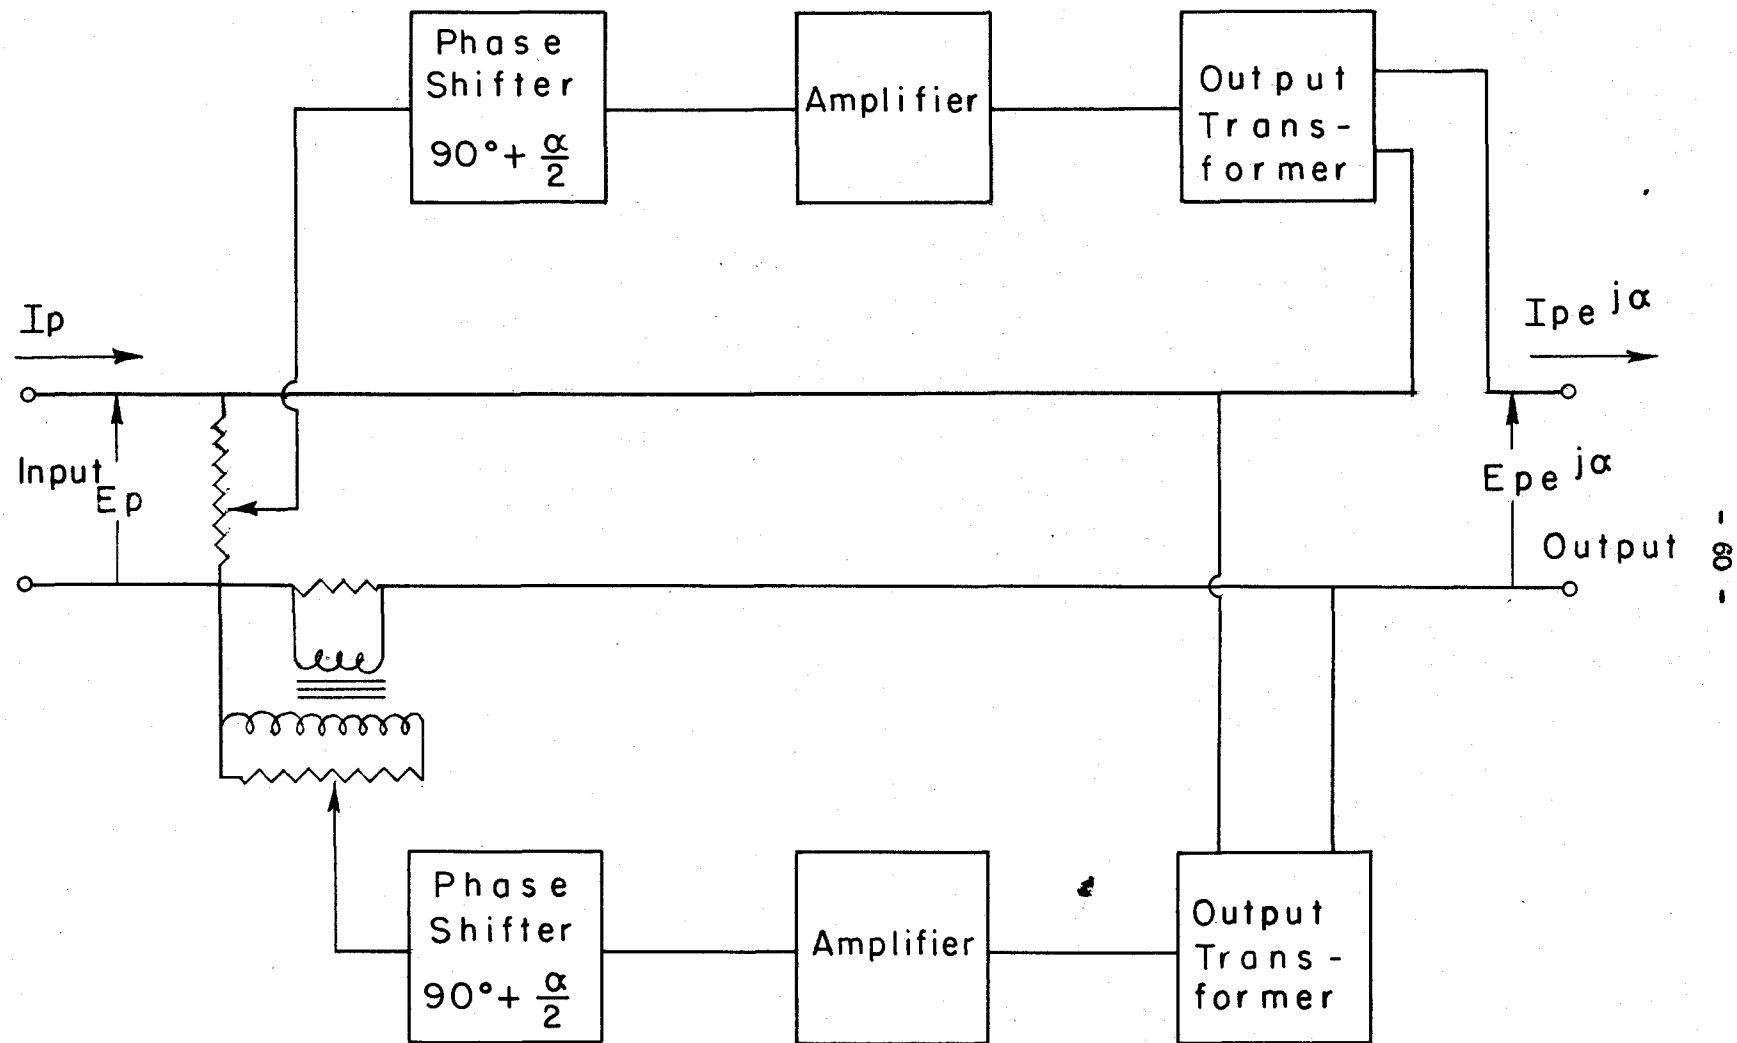 Phase
Shifter
90°+ α/2
Amplifier
Output
Trans-
former
Ip
Ipe jα
Input
Ep
Epe jα
Output
- 60 -
Phase
Shifter
90°+ α/2
Amplifier
Output
Trans-
former